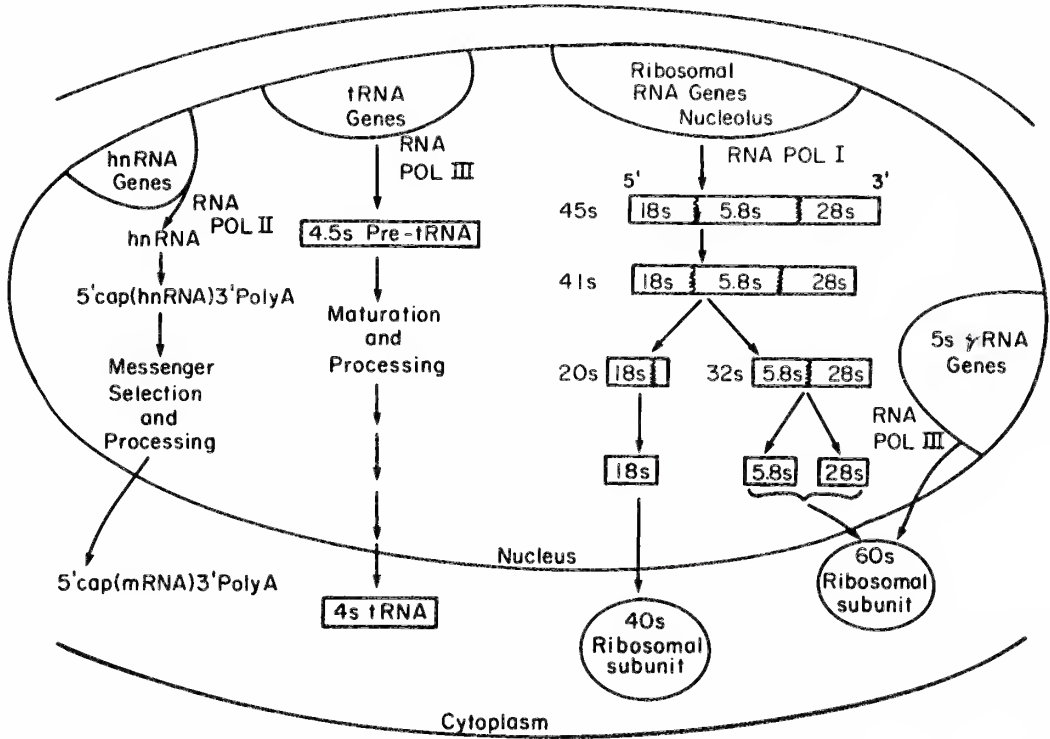 Ribosomal
RNA Genes
Nucleolus
tRNA
Genes
hnRNA
Genes
RNA
POL II
hnRNA
5'cap(hnRNA)3'PolyA
Messenger
Selection
and
Processing
5'cap(mRNA)3'PolyA
RNA
POL III
4.5s Pre-tRNA
Maturation
and
Processing
4s tRNA
RNA POL I
5' 3'
45s 18s 5.8s 28s
41s 18s 5.8s 28s
20s 18s 32s 5.8s 28s
18s 5.8s 28s
5s γRNA
Genes
RNA
POL III
Nucleus
60s
Ribosomal
subunit
40s
Ribosomal
subunit
Cytoplasm